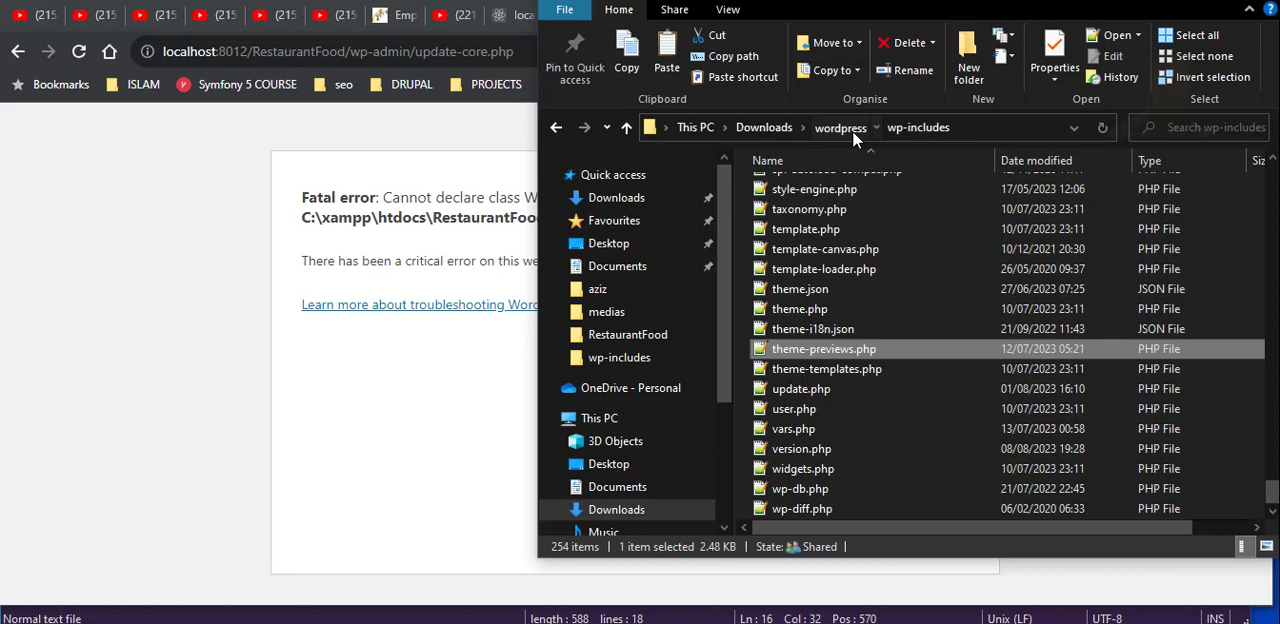 (215
(215
(215
(215
(215
(215
Emp
(221
loca
localhost:8012/RestaurantFood/wp-admin/update-core.php
Bookmarks ISLAM Symfony 5 COURSE seo DRUPAL PROJECTS
Fatal error: Cannot declare class W
C:\xampp\htdocs\RestaurantFoo
There has been a critical error on this we
Learn more about troubleshooting Word
File Home Share View
Pin to Quick access
Copy
Paste
Cut
Copy path
Paste shortcut
Clipboard
Move to
Copy to
Delete
Rename
Organise
New folder
New
Properties
Open
Edit
History
Open
Select all
Select none
Invert selection
Select
This PC Downloads wordpress wp-includes
Search wp-includes
Quick access
Downloads
Favourites
Desktop
Documents
aziz
medias
RestaurantFood
wp-includes
OneDrive - Personal
This PC
3D Objects
Desktop
Documents
Downloads
Music
Name Date modified Type Siz
style-engine.php 17/05/2023 12:06 PHP File
taxonomy.php 10/07/2023 23:11 PHP File
template.php 10/07/2023 23:11 PHP File
template-canvas.php 10/12/2021 20:30 PHP File
template-loader.php 26/05/2020 09:37 PHP File
theme.json 27/06/2023 07:25 JSON File
theme.php 10/07/2023 23:11 PHP File
theme-i18n.json 21/09/2022 11:43 JSON File
theme-previews.php 12/07/2023 05:21 PHP File
theme-templates.php 10/07/2023 23:11 PHP File
update.php 01/08/2023 16:10 PHP File
user.php 10/07/2023 23:11 PHP File
vars.php 13/07/2023 00:58 PHP File
version.php 08/08/2023 19:28 PHP File
widgets.php 10/07/2023 23:11 PHP File
wp-db.php 21/07/2022 22:45 PHP File
wp-diff.php 06/02/2020 06:33 PHP File
254 items 1 item selected 2.48 KB State: Shared
Normal text file length : 588 lines : 18 Ln : 16 Col : 32 Pos : 570 Unix (LF) UTF-8 INS